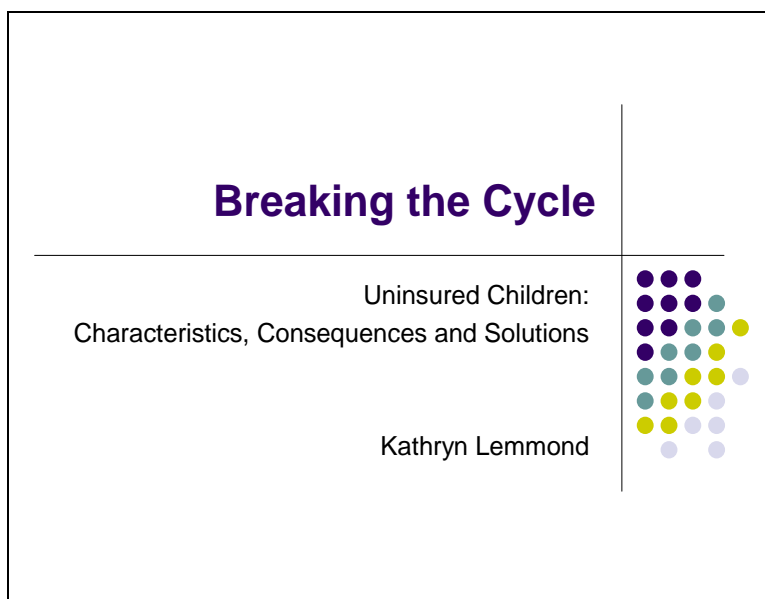 Breaking the Cycle
Uninsured Children:
Characteristics, Consequences and Solutions
Kathryn Lemmond